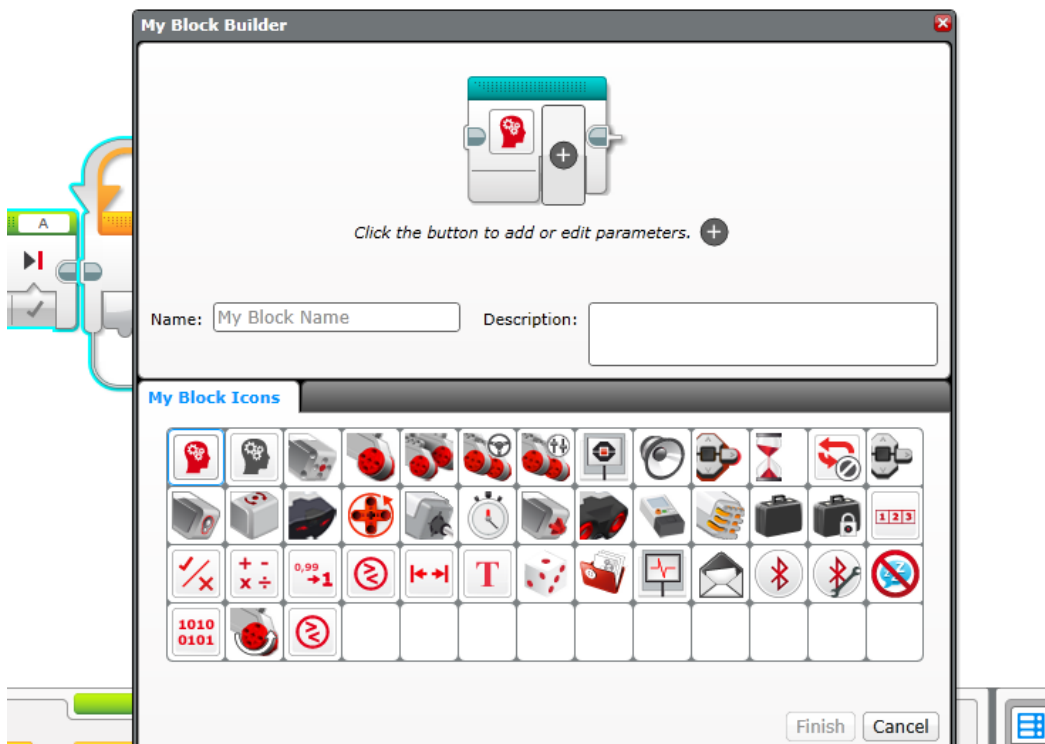 My Block Builder
A
Click the button to add or edit parameters.
Name: My Block Name
Description:
My Block Icons
1 2 3
+ -
x ÷
0,99
→1
T
1010
0101
Finish Cancel